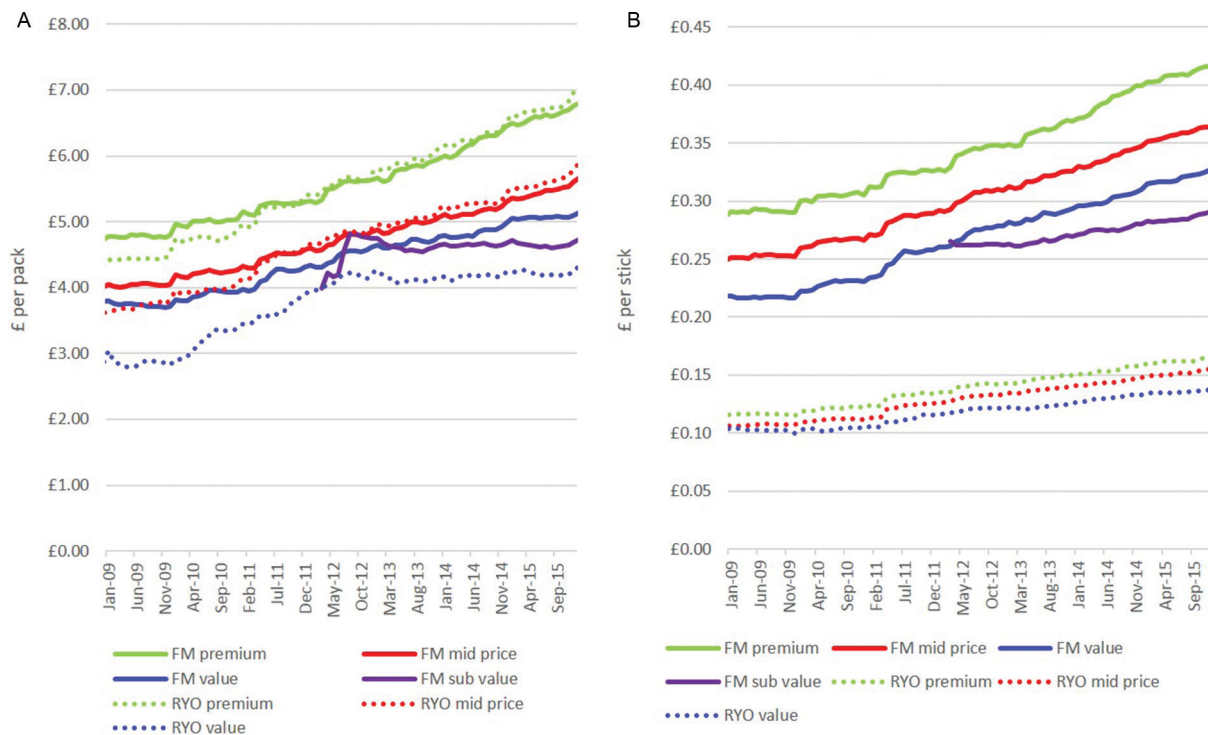 A
£8.00
£7.00
£6.00
£5.00
£4.00
£3.00
£2.00
£1.00
£0.00
£ per pack
Jan-09
Jun-09
Nov-09
Apr-10
Sep-10
Feb-11
Jul-11
Dec-11
May-12
Oct-12
Mar-13
Aug-13
Jan-14
Jun-14
Nov-14
Apr-15
Sep-15
FM premium FM mid price
FM value FM sub value
RYO premium RYO mid price
RYO value
B
£0.45
£0.40
£0.35
£0.30
£0.25
£0.20
£0.15
£0.10
£0.05
£0.00
£ per stick
Jan-09
Jun-09
Nov-09
Apr-10
Sep-10
Feb-11
Jul-11
Dec-11
May-12
Oct-12
Mar-13
Aug-13
Jan-14
Jun-14
Nov-14
Apr-15
Sep-15
FM premium FM mid price FM value
FM sub value RYO premium RYO mid price
RYO value